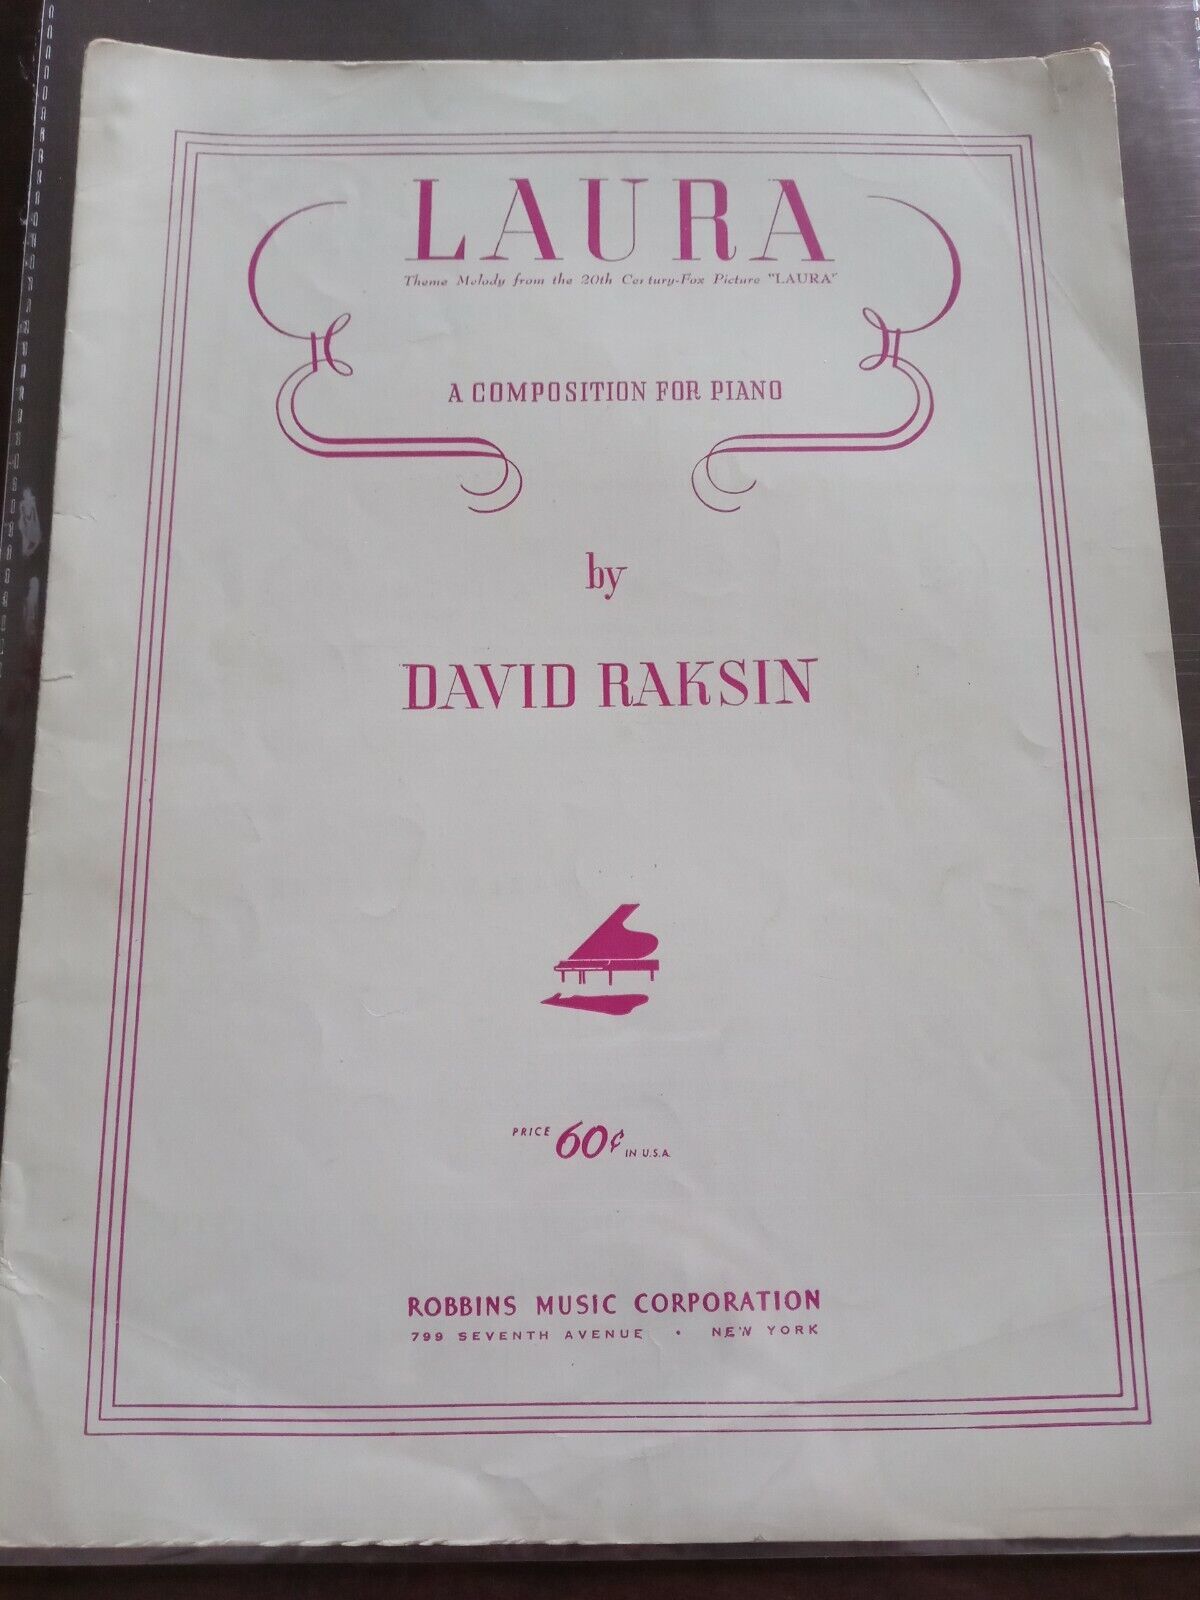 LAURA
Theme Melody from the 20th Century-Fox Picture "LAURA"
A COMPOSITION FOR PIANO
by
DAVID RAKSIN
PRICE 60¢ IN U.S.A.
ROBBINS MUSIC CORPORATION
799 SEVENTH AVENUE • NEW YORK